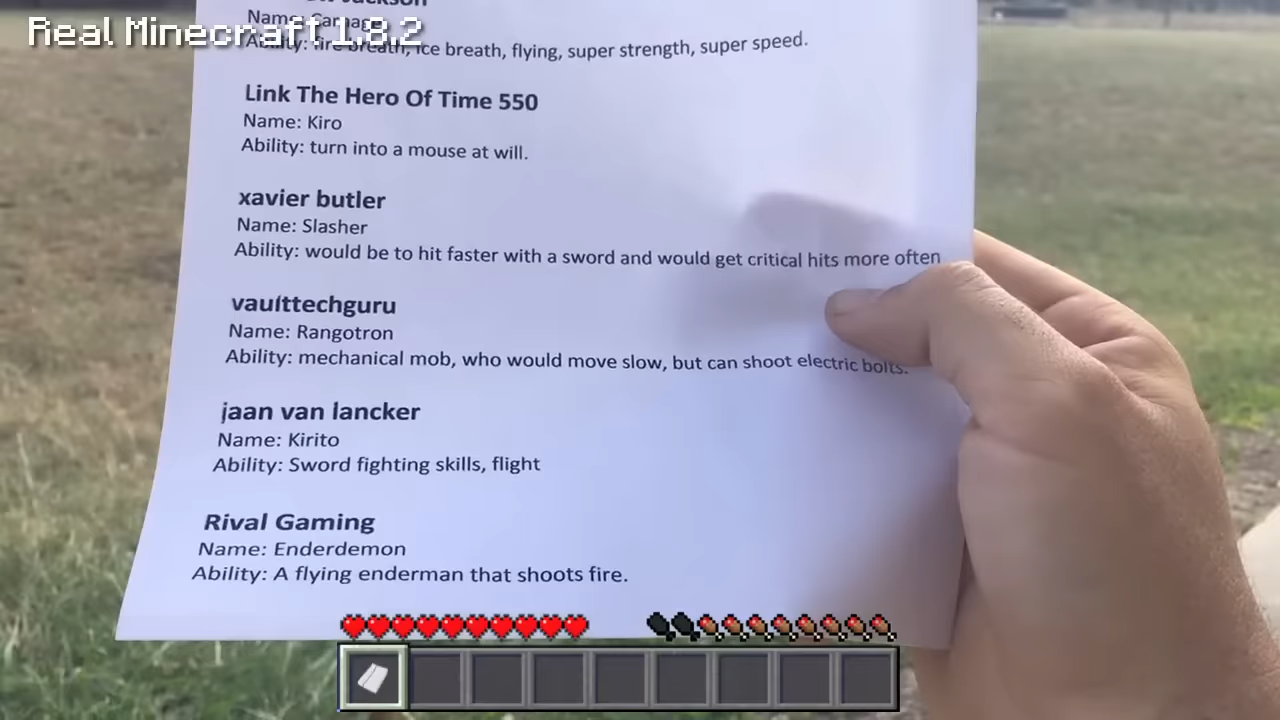 Real Minecraft 1.8.2
Jackson
Name: Garbage
Ability: fire breath, ice breath, flying, super strength, super speed.
Link The Hero Of Time 550
Name: Kiro
Ability: turn into a mouse at will.
xavier butler
Name: Slasher
Ability: would be to hit faster with a sword and would get critical hits more often
vaulttechguru
Name: Rangotron
Ability: mechanical mob, who would move slow, but can shoot electric bolts.
jaan van lancker
Name: Kirito
Ability: Sword fighting skills, flight
Rival Gaming
Name: Enderdemon
Ability: A flying enderman that shoots fire.